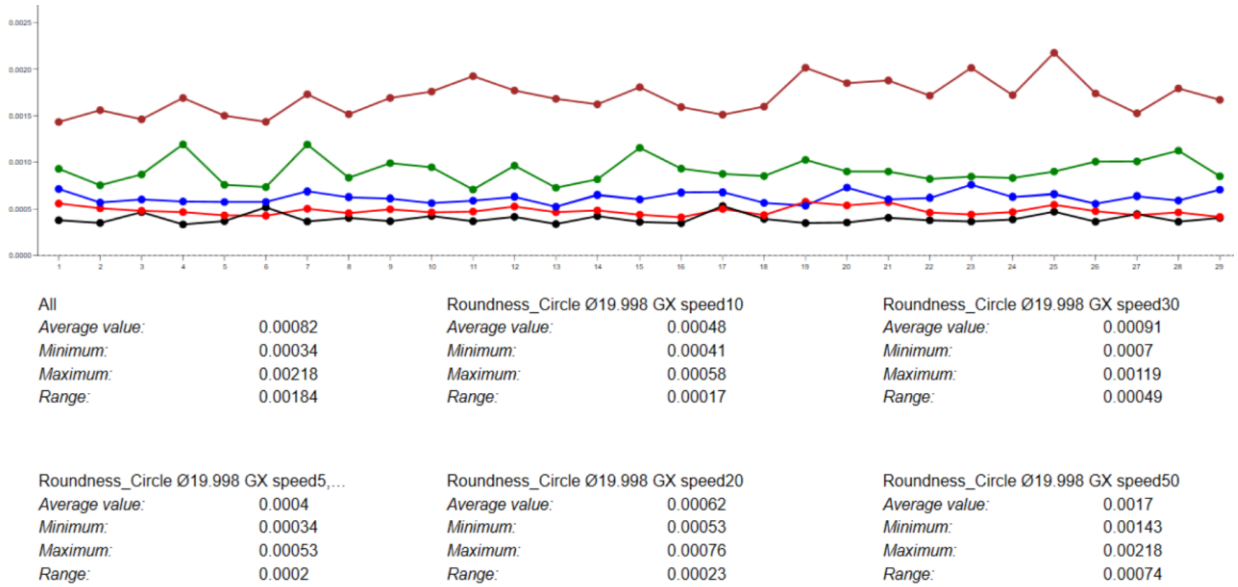 0.0025
0.0020
0.0015
0.0010
0.0005
0.0000
1 2 3 4 5 6 7 8 9 10 11 12 13 14 15 16 17 18 19 20 21 22 23 24 25 26 27 28 29
All
Average value: 0.00082
Minimum: 0.00034
Maximum: 0.00218
Range: 0.00184
Roundness_Circle Ø19.998 GX speed10
Average value: 0.00048
Minimum: 0.00041
Maximum: 0.00058
Range: 0.00017
Roundness_Circle Ø19.998 GX speed30
Average value: 0.00091
Minimum: 0.0007
Maximum: 0.00119
Range: 0.00049
Roundness_Circle Ø19.998 GX speed5,...
Average value: 0.0004
Minimum: 0.00034
Maximum: 0.00053
Range: 0.0002
Roundness_Circle Ø19.998 GX speed20
Average value: 0.00062
Minimum: 0.00053
Maximum: 0.00076
Range: 0.00023
Roundness_Circle Ø19.998 GX speed50
Average value: 0.0017
Minimum: 0.00143
Maximum: 0.00218
Range: 0.00074